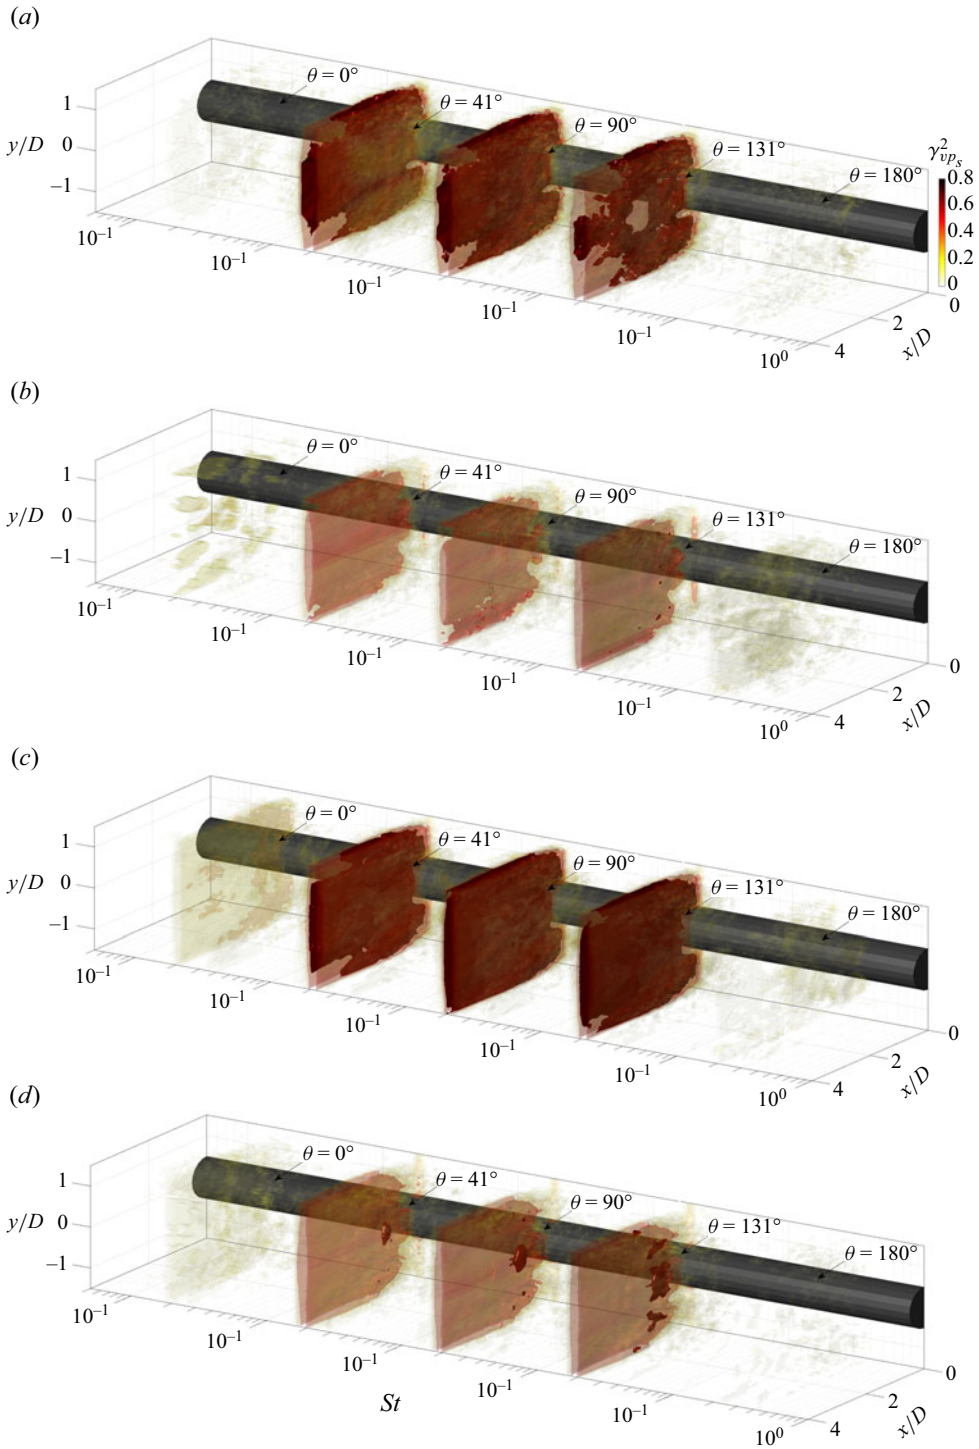 (a)
θ = 0°
θ = 41°
θ = 90°
θ = 131°
θ = 180°
γ²vpₛ
0.8
0.6
0.4
0.2
0
1
y/D 0
−1
10⁻¹
10⁻¹
10⁻¹
10⁻¹
10⁻¹
10⁰
4
2
0
x/D
(b)
θ = 0°
θ = 41°
θ = 90°
θ = 131°
θ = 180°
1
y/D 0
−1
10⁻¹
10⁻¹
10⁻¹
10⁻¹
10⁻¹
10⁰
4
2
0
x/D
(c)
θ = 0°
θ = 41°
θ = 90°
θ = 131°
θ = 180°
1
y/D 0
−1
10⁻¹
10⁻¹
10⁻¹
10⁻¹
10⁻¹
10⁰
4
2
0
x/D
(d)
θ = 0°
θ = 41°
θ = 90°
θ = 131°
θ = 180°
1
y/D 0
−1
10⁻¹
10⁻¹
10⁻¹
10⁻¹
10⁻¹
10⁰
4
2
0
x/D
St